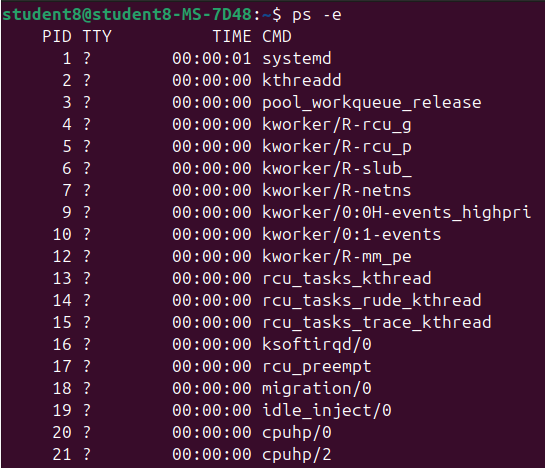 student8@student8-MS-7D48:~$ ps -e
PID TTY TIME CMD
1 ? 00:00:01 systemd
2 ? 00:00:00 kthreadd
3 ? 00:00:00 pool_workqueue_release
4 ? 00:00:00 kworker/R-rcu_g
5 ? 00:00:00 kworker/R-rcu_p
6 ? 00:00:00 kworker/R-slub_
7 ? 00:00:00 kworker/R-netns
9 ? 00:00:00 kworker/0:0H-events_highpri
10 ? 00:00:00 kworker/0:1-events
12 ? 00:00:00 kworker/R-mm_pe
13 ? 00:00:00 rcu_tasks_kthread
14 ? 00:00:00 rcu_tasks_rude_kthread
15 ? 00:00:00 rcu_tasks_trace_kthread
16 ? 00:00:00 ksoftirqd/0
17 ? 00:00:00 rcu_preempt
18 ? 00:00:00 migration/0
19 ? 00:00:00 idle_inject/0
20 ? 00:00:00 cpuhp/0
21 ? 00:00:00 cpuhp/2